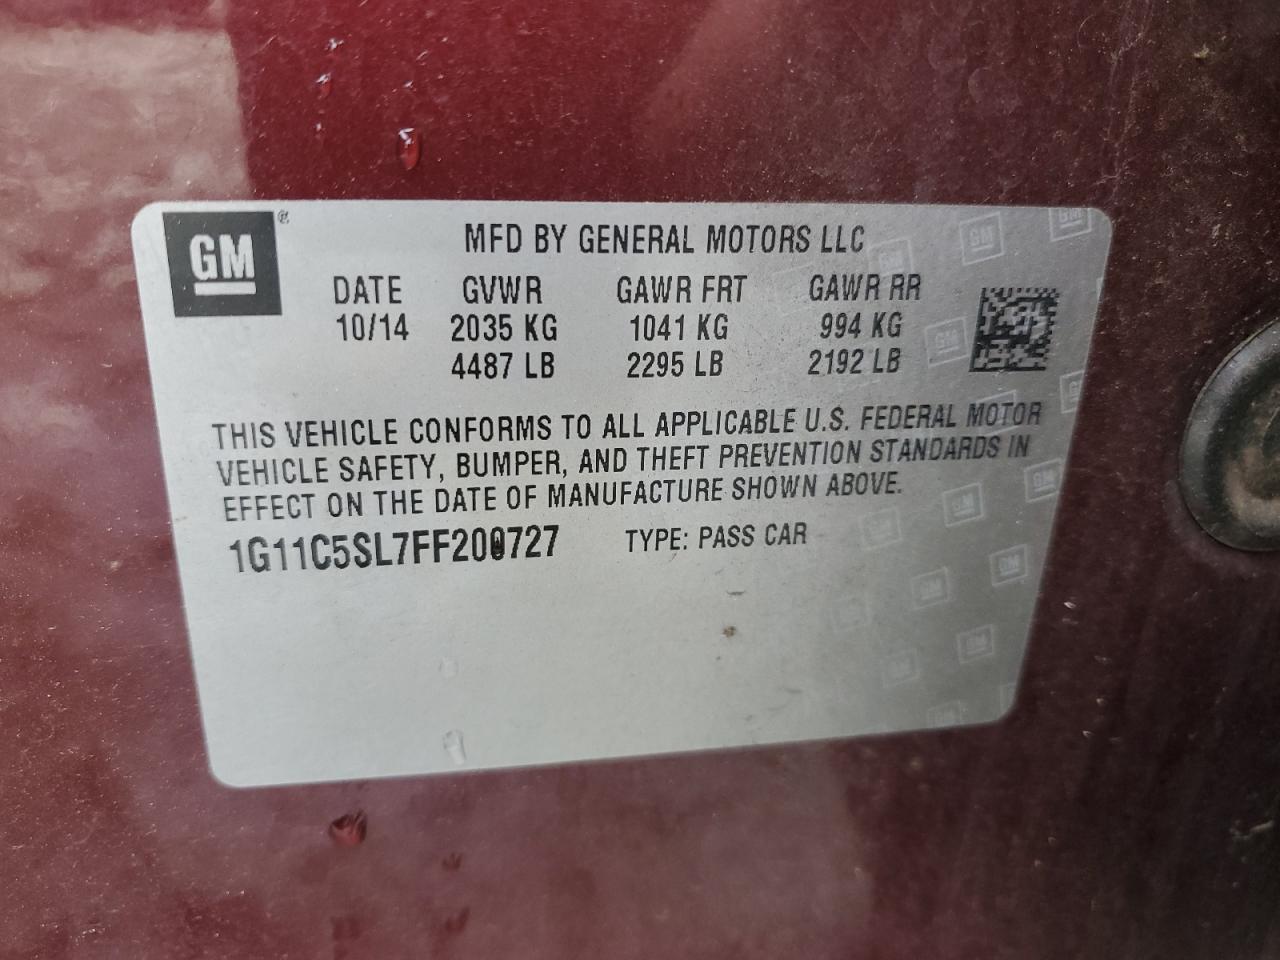 GM ®
MFD BY GENERAL MOTORS LLC
DATE GVWR GAWR FRT GAWR RR
10/14 2035 KG 1041 KG 994 KG
4487 LB 2295 LB 2192 LB
THIS VEHICLE CONFORMS TO ALL APPLICABLE U.S. FEDERAL MOTOR
VEHICLE SAFETY, BUMPER, AND THEFT PREVENTION STANDARDS IN
EFFECT ON THE DATE OF MANUFACTURE SHOWN ABOVE.
1G11C5SL7FF200727 TYPE: PASS CAR